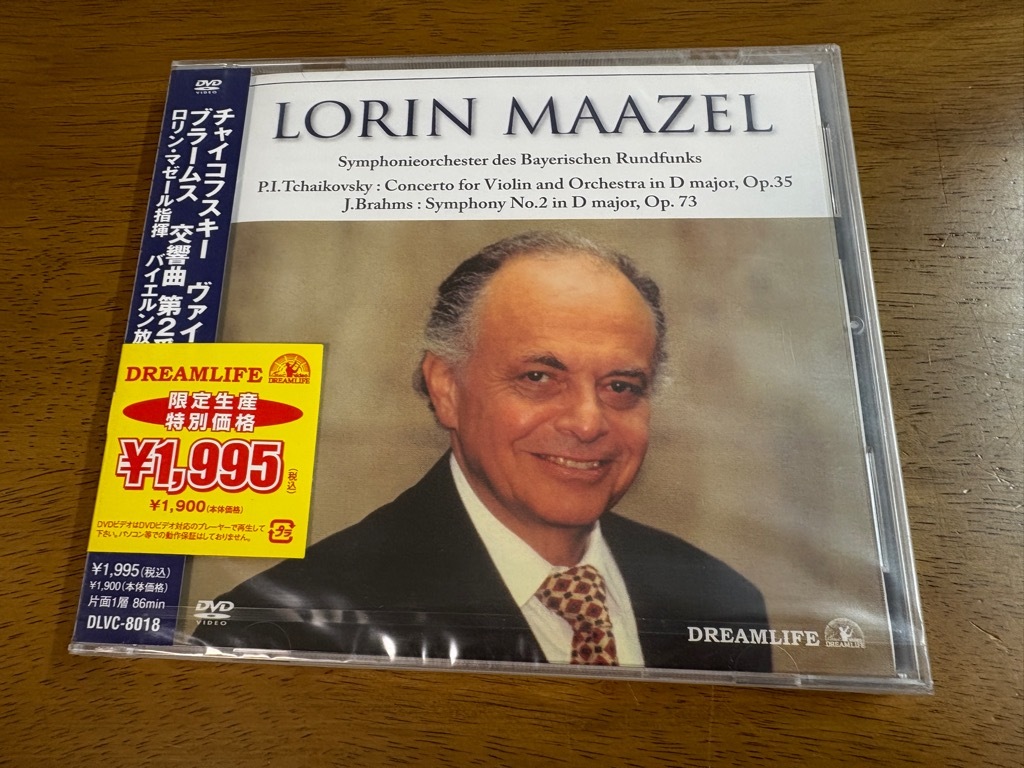 DVD
VIDEO
チャイコフスキー ヴァイ
ブラームス 交響曲 第2
ロリン・マゼール指揮 バイエルン放
LORIN MAAZEL
Symphonieorchester des Bayerischen Rundfunks
P.I.Tchaikovsky : Concerto for Violin and Orchestra in D major, Op.35
J.Brahms : Symphony No.2 in D major, Op. 73
DREAMLIFE
DREAMLIFE
限定生産
特別価格
¥1,995(税込)
¥1,900(本体価格)
DVDビデオはDVDビデオ対応のプレーヤーで再生して
下さい。パソコン等での動作保証はしておりません。
プラ
¥1,995(税込)
¥1,900(本体価格)
片面1層 86min
DLVC-8018
DVD
VIDEO
DREAMLIFE
DREAMLIFE